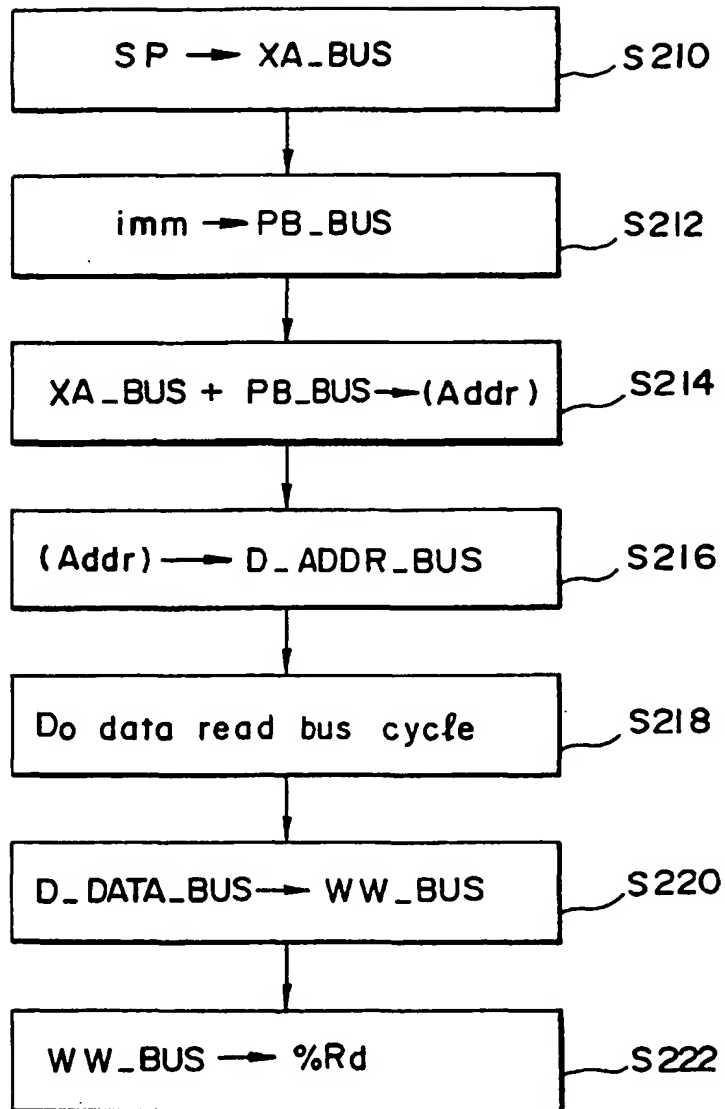 SP → XA_BUS S210
imm → PB_BUS S212
XA_BUS + PB_BUS → (Addr) S214
(Addr) → D_ADDR_BUS S216
Do data read bus cycle S218
D_DATA_BUS → WW_BUS S220
WW_BUS → %Rd S222